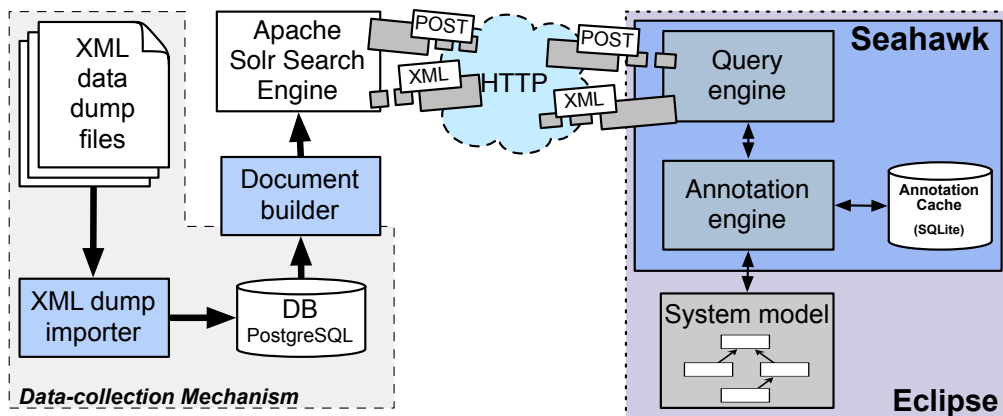 XML
data
dump
files
Apache
Solr Search
Engine
POST
XML
HTTP
POST
XML
Seahawk
Query
engine
Document
builder
Annotation
engine
Annotation
Cache
(SQLite)
XML dump
importer
DB
PostgreSQL
System model
Data-collection Mechanism
Eclipse